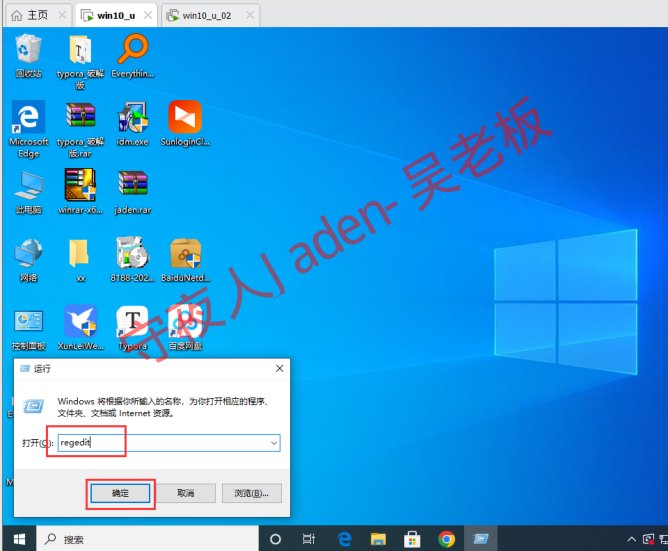 主页
win10_u
win10_u_02
回收站
typora_破解版
Everythin...
Microsoft Edge
typora_破解版.rar
idm.exe
SunloginCl...
此电脑
winrar-x6...
jaden.rar
网络
xx
8188-202...
BaiduNetd...
控制面板
XunLeiWe...
Typora
百度网盘
守夜人J aden- 吴老板
运行
Windows 将根据你所输入的名称，为你打开相应的程序、
文件夹、文档或 Internet 资源。
打开(O):
regedit
确定
取消
浏览(B)...
搜索